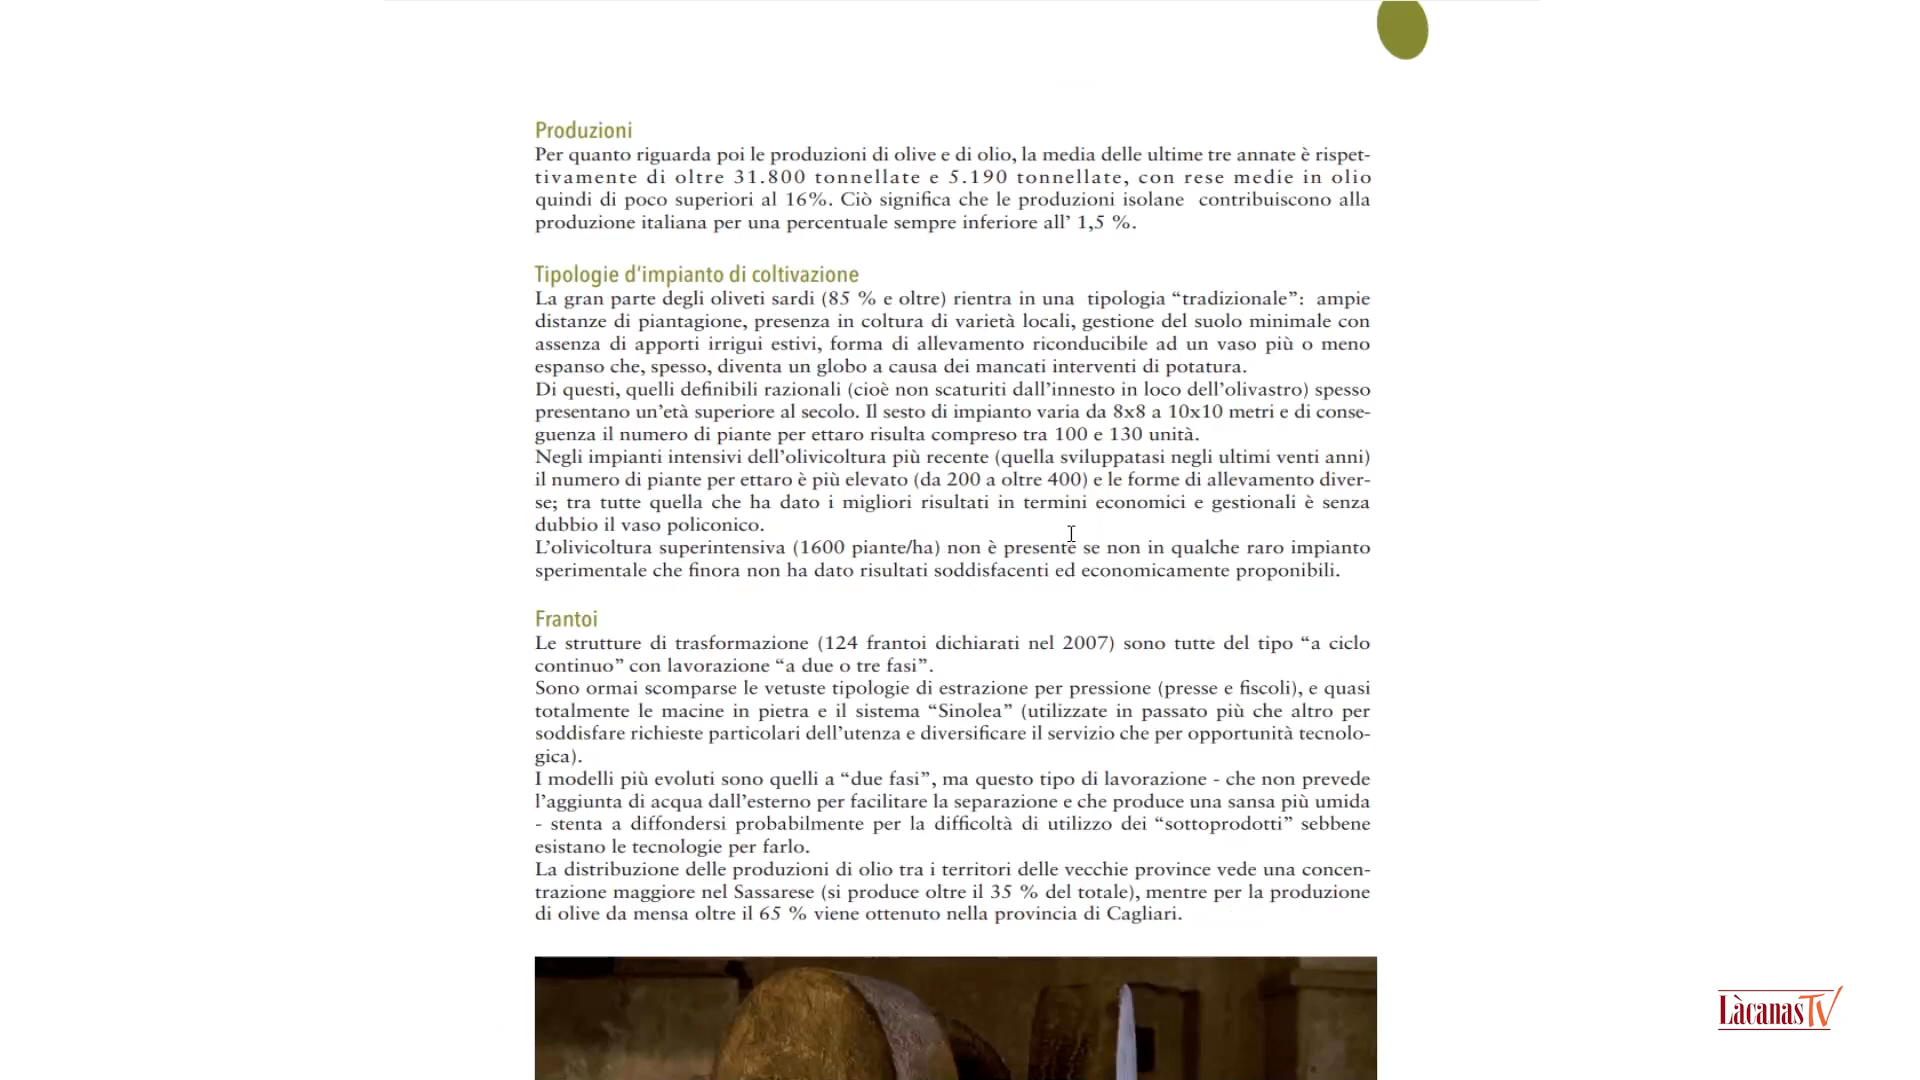 Produzioni
Per quanto riguarda poi le produzioni di olive e di olio, la media delle ultime tre annate è rispet-
tivamente di oltre 31.800 tonnellate e 5.190 tonnellate, con rese medie in olio
quindi di poco superiori al 16%. Ciò significa che le produzioni isolane contribuiscono alla
produzione italiana per una percentuale sempre inferiore all' 1,5 %.
Tipologie d'impianto di coltivazione
La gran parte degli oliveti sardi (85 % e oltre) rientra in una tipologia “tradizionale”: ampie
distanze di piantagione, presenza in coltura di varietà locali, gestione del suolo minimale con
assenza di apporti irrigui estivi, forma di allevamento riconducibile ad un vaso più o meno
espanso che, spesso, diventa un globo a causa dei mancati interventi di potatura.
Di questi, quelli definibili razionali (cioè non scaturiti dall’innesto in loco dell’olivastro) spesso
presentano un’età superiore al secolo. Il sesto di impianto varia da 8x8 a 10x10 metri e di conse-
guenza il numero di piante per ettaro risulta compreso tra 100 e 130 unità.
Negli impianti intensivi dell’olivicoltura più recente (quella sviluppatasi negli ultimi venti anni)
il numero di piante per ettaro è più elevato (da 200 a oltre 400) e le forme di allevamento diver-
se; tra tutte quella che ha dato i migliori risultati in termini economici e gestionali è senza
dubbio il vaso policonico.
L’olivicoltura superintensiva (1600 piante/ha) non è presente se non in qualche raro impianto
sperimentale che finora non ha dato risultati soddisfacenti ed economicamente proponibili.
Frantoi
Le strutture di trasformazione (124 frantoi dichiarati nel 2007) sono tutte del tipo “a ciclo
continuo” con lavorazione “a due o tre fasi”.
Sono ormai scomparse le vetuste tipologie di estrazione per pressione (presse e fiscoli), e quasi
totalmente le macine in pietra e il sistema “Sinolea” (utilizzate in passato più che altro per
soddisfare richieste particolari dell’utenza e diversificare il servizio che per opportunità tecnolo-
gica).
I modelli più evoluti sono quelli a “due fasi”, ma questo tipo di lavorazione - che non prevede
l’aggiunta di acqua dall’esterno per facilitare la separazione e che produce una sansa più umida
- stenta a diffondersi probabilmente per la difficoltà di utilizzo dei “sottoprodotti” sebbene
esistano le tecnologie per farlo.
La distribuzione delle produzioni di olio tra i territori delle vecchie province vede una concen-
trazione maggiore nel Sassarese (si produce oltre il 35 % del totale), mentre per la produzione
di olive da mensa oltre il 65 % viene ottenuto nella provincia di Cagliari.
LàcanasTV